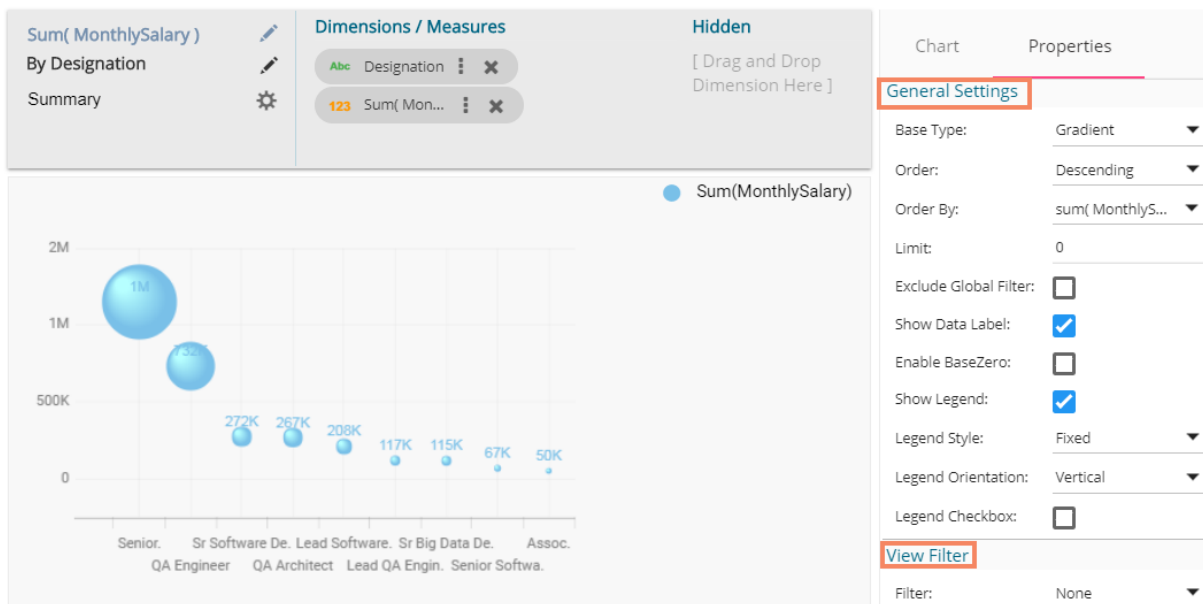 Sum( MonthlySalary )
By Designation
Summary
Dimensions / Measures
Abc Designation
123 Sum( Mon...
Hidden
[ Drag and Drop
Dimension Here ]
Sum(MonthlySalary)
2M
1M
500K
0
1M
732K
272K
267K
208K
117K
115K
67K
50K
Senior.
QA Engineer
Sr Software De.
QA Architect
Lead Software.
Lead QA Engin.
Sr Big Data De.
Senior Softwa.
Assoc.
Chart
Properties
General Settings
Base Type: Gradient
Order: Descending
Order By: sum( MonthlyS...
Limit: 0
Exclude Global Filter:
Show Data Label:
Enable BaseZero:
Show Legend:
Legend Style: Fixed
Legend Orientation: Vertical
Legend Checkbox:
View Filter
Filter: None